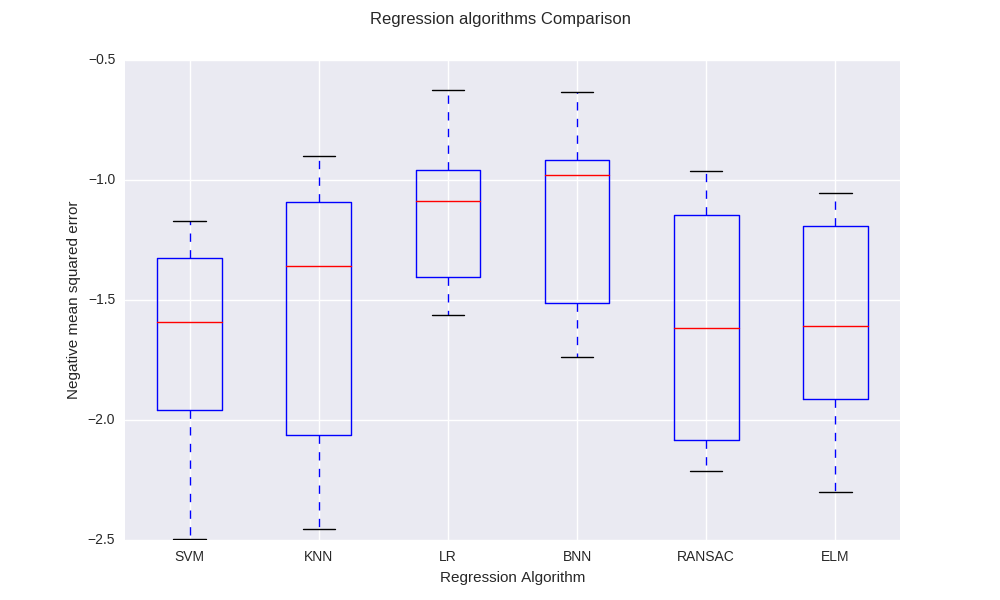 Regression algorithms Comparison
−0.5
−1.0
−1.5
−2.0
−2.5
Negative mean squared error
SVM KNN LR BNN RANSAC ELM
Regression Algorithm